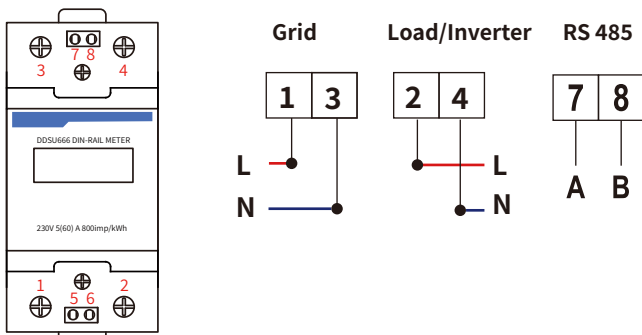 Grid Load/Inverter RS 485
7 8
3 4
1 3 2 4 7 8
DDSU666 DIN-RAIL METER
L L
A B
N N
230V 5(60) A 800imp/kWh
1 2
5 6